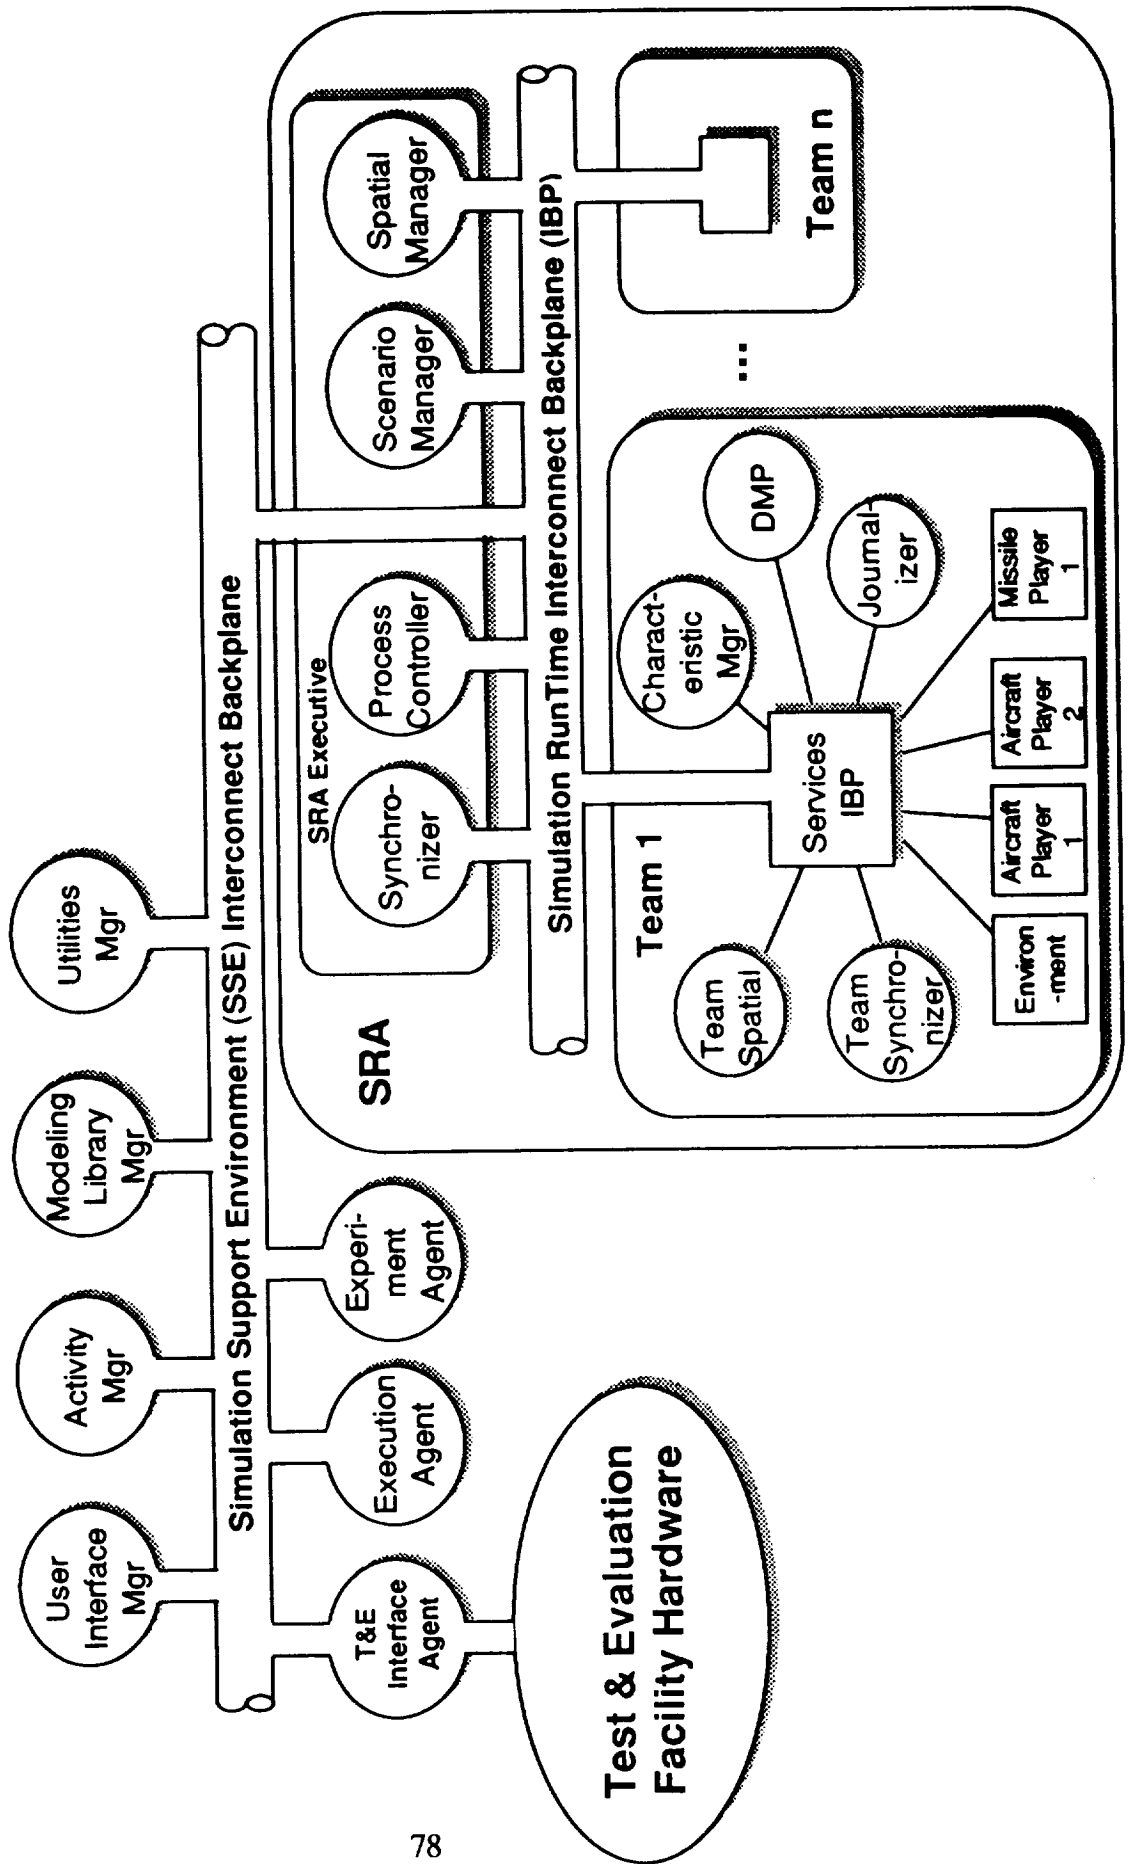 User
Interface
Mgr
Activity
Mgr
Modeling
Library
Mgr
Utilities
Mgr
Simulation Support Environment (SSE) Interconnect Backplane
T&E
Interface
Agent
Execution
Agent
Experi-
ment
Agent
Test & Evaluation
Facility Hardware
SRA
SRA Executive
Synchro-
nizer
Process
Controller
Scenario
Manager
Spatial
Manager
Simulation RunTime Interconnect Backplane (IBP)
Team 1
Team
Spatial
Team
Synchro-
nizer
Services
IBP
Charact-
eristic
Mgr
DMP
Journal-
izer
Environ
-ment
Aircraft
Player
1
Aircraft
Player
2
Missile
Player
1
...
Team n
78